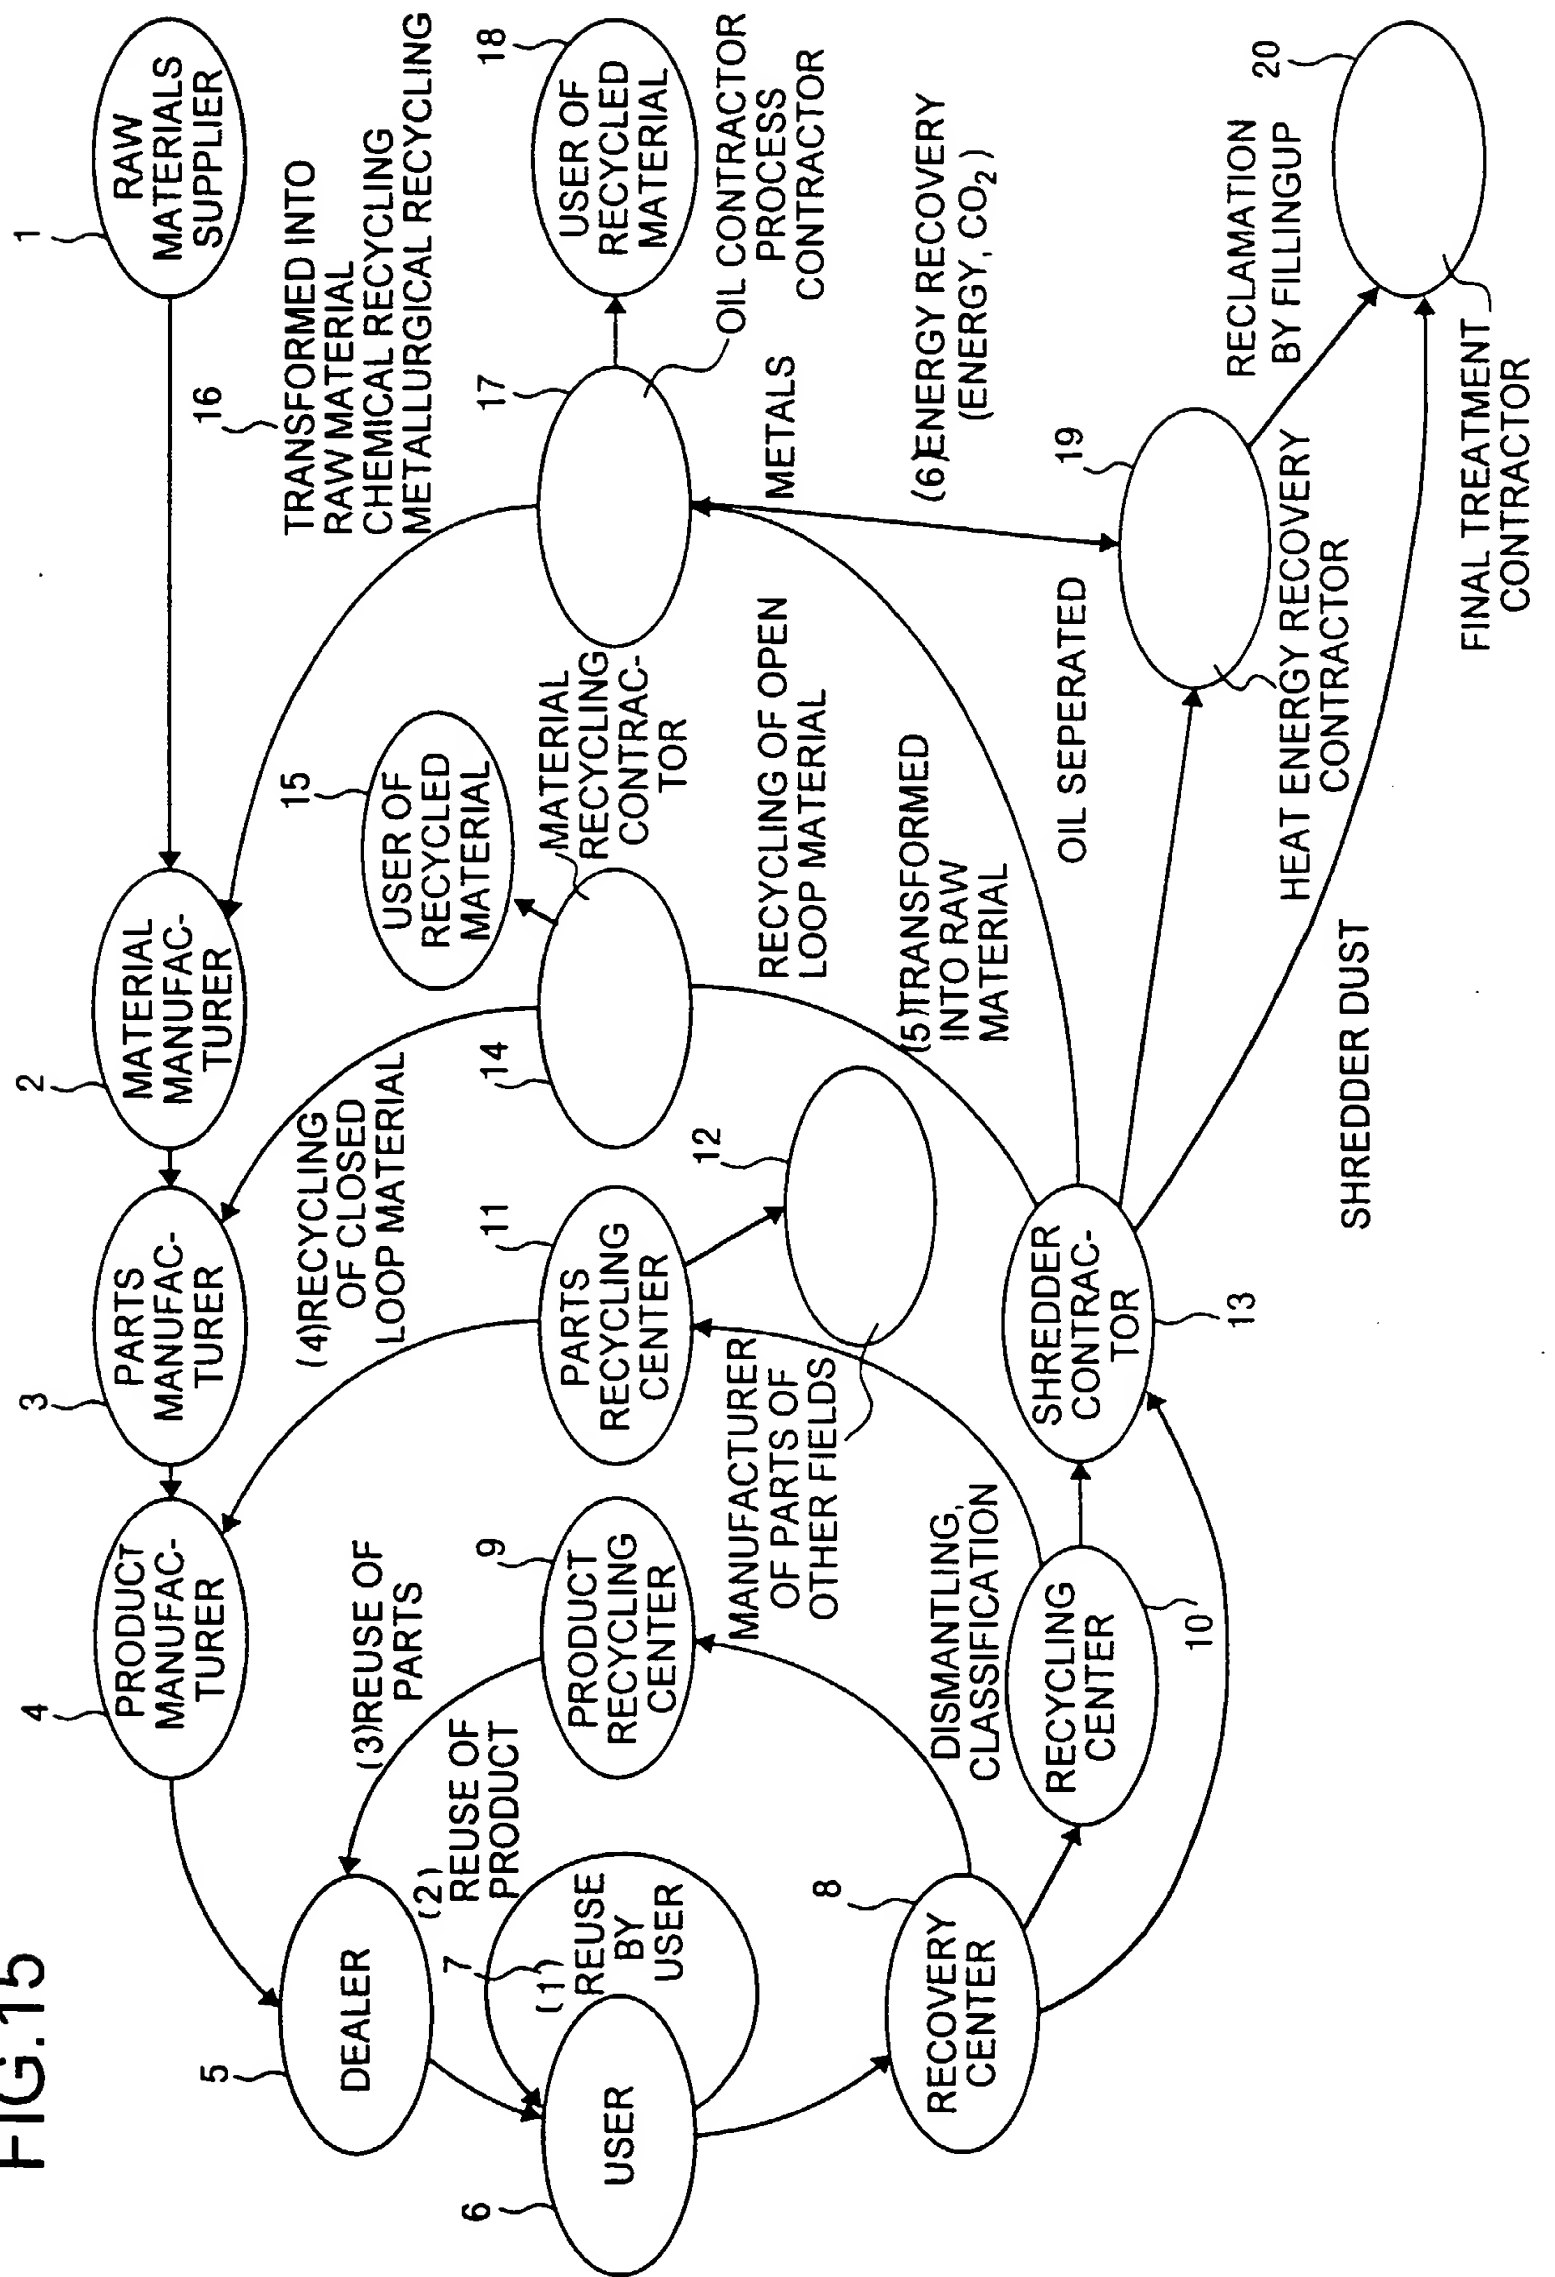 FIG.15
1
RAW
MATERIALS
SUPPLIER
2
MATERIAL
MANUFAC-
TURER
3
PARTS
MANUFAC-
TURER
4
PRODUCT
MANUFAC-
TURER
5
DEALER
6
USER
7
(1)
REUSE
BY
USER
(2)
REUSE OF
PRODUCT
(3)REUSE OF
PARTS
(4)RECYCLING
OF CLOSED
LOOP MATERIAL
16
TRANSFORMED INTO
RAW MATERIAL
CHEMICAL RECYCLING
METALLURGICAL RECYCLING
8
RECOVERY
CENTER
9
PRODUCT
RECYCLING
CENTER
11
PARTS
RECYCLING
CENTER
14
MATERIAL
RECYCLING
CONTRAC-
TOR
15
USER OF
RECYCLED
MATERIAL
17
OIL CONTRACTOR
PROCESS
CONTRACTOR
18
USER OF
RECYCLED
MATERIAL
MANUFACTURER
OF PARTS OF
OTHER FIELDS
12
RECYCLING OF OPEN
LOOP MATERIAL
METALS
DISMANTLING,
CLASSIFICATION
(5)TRANSFORMED
INTO RAW
MATERIAL
(6)ENERGY RECOVERY
(ENERGY, CO2)
RECYCLING
CENTER
10
SHREDDER
CONTRAC-
TOR
13
OIL SEPERATED
19
HEAT ENERGY RECOVERY
CONTRACTOR
RECLAMATION
BY FILLINGUP
20
SHREDDER DUST
FINAL TREATMENT
CONTRACTOR